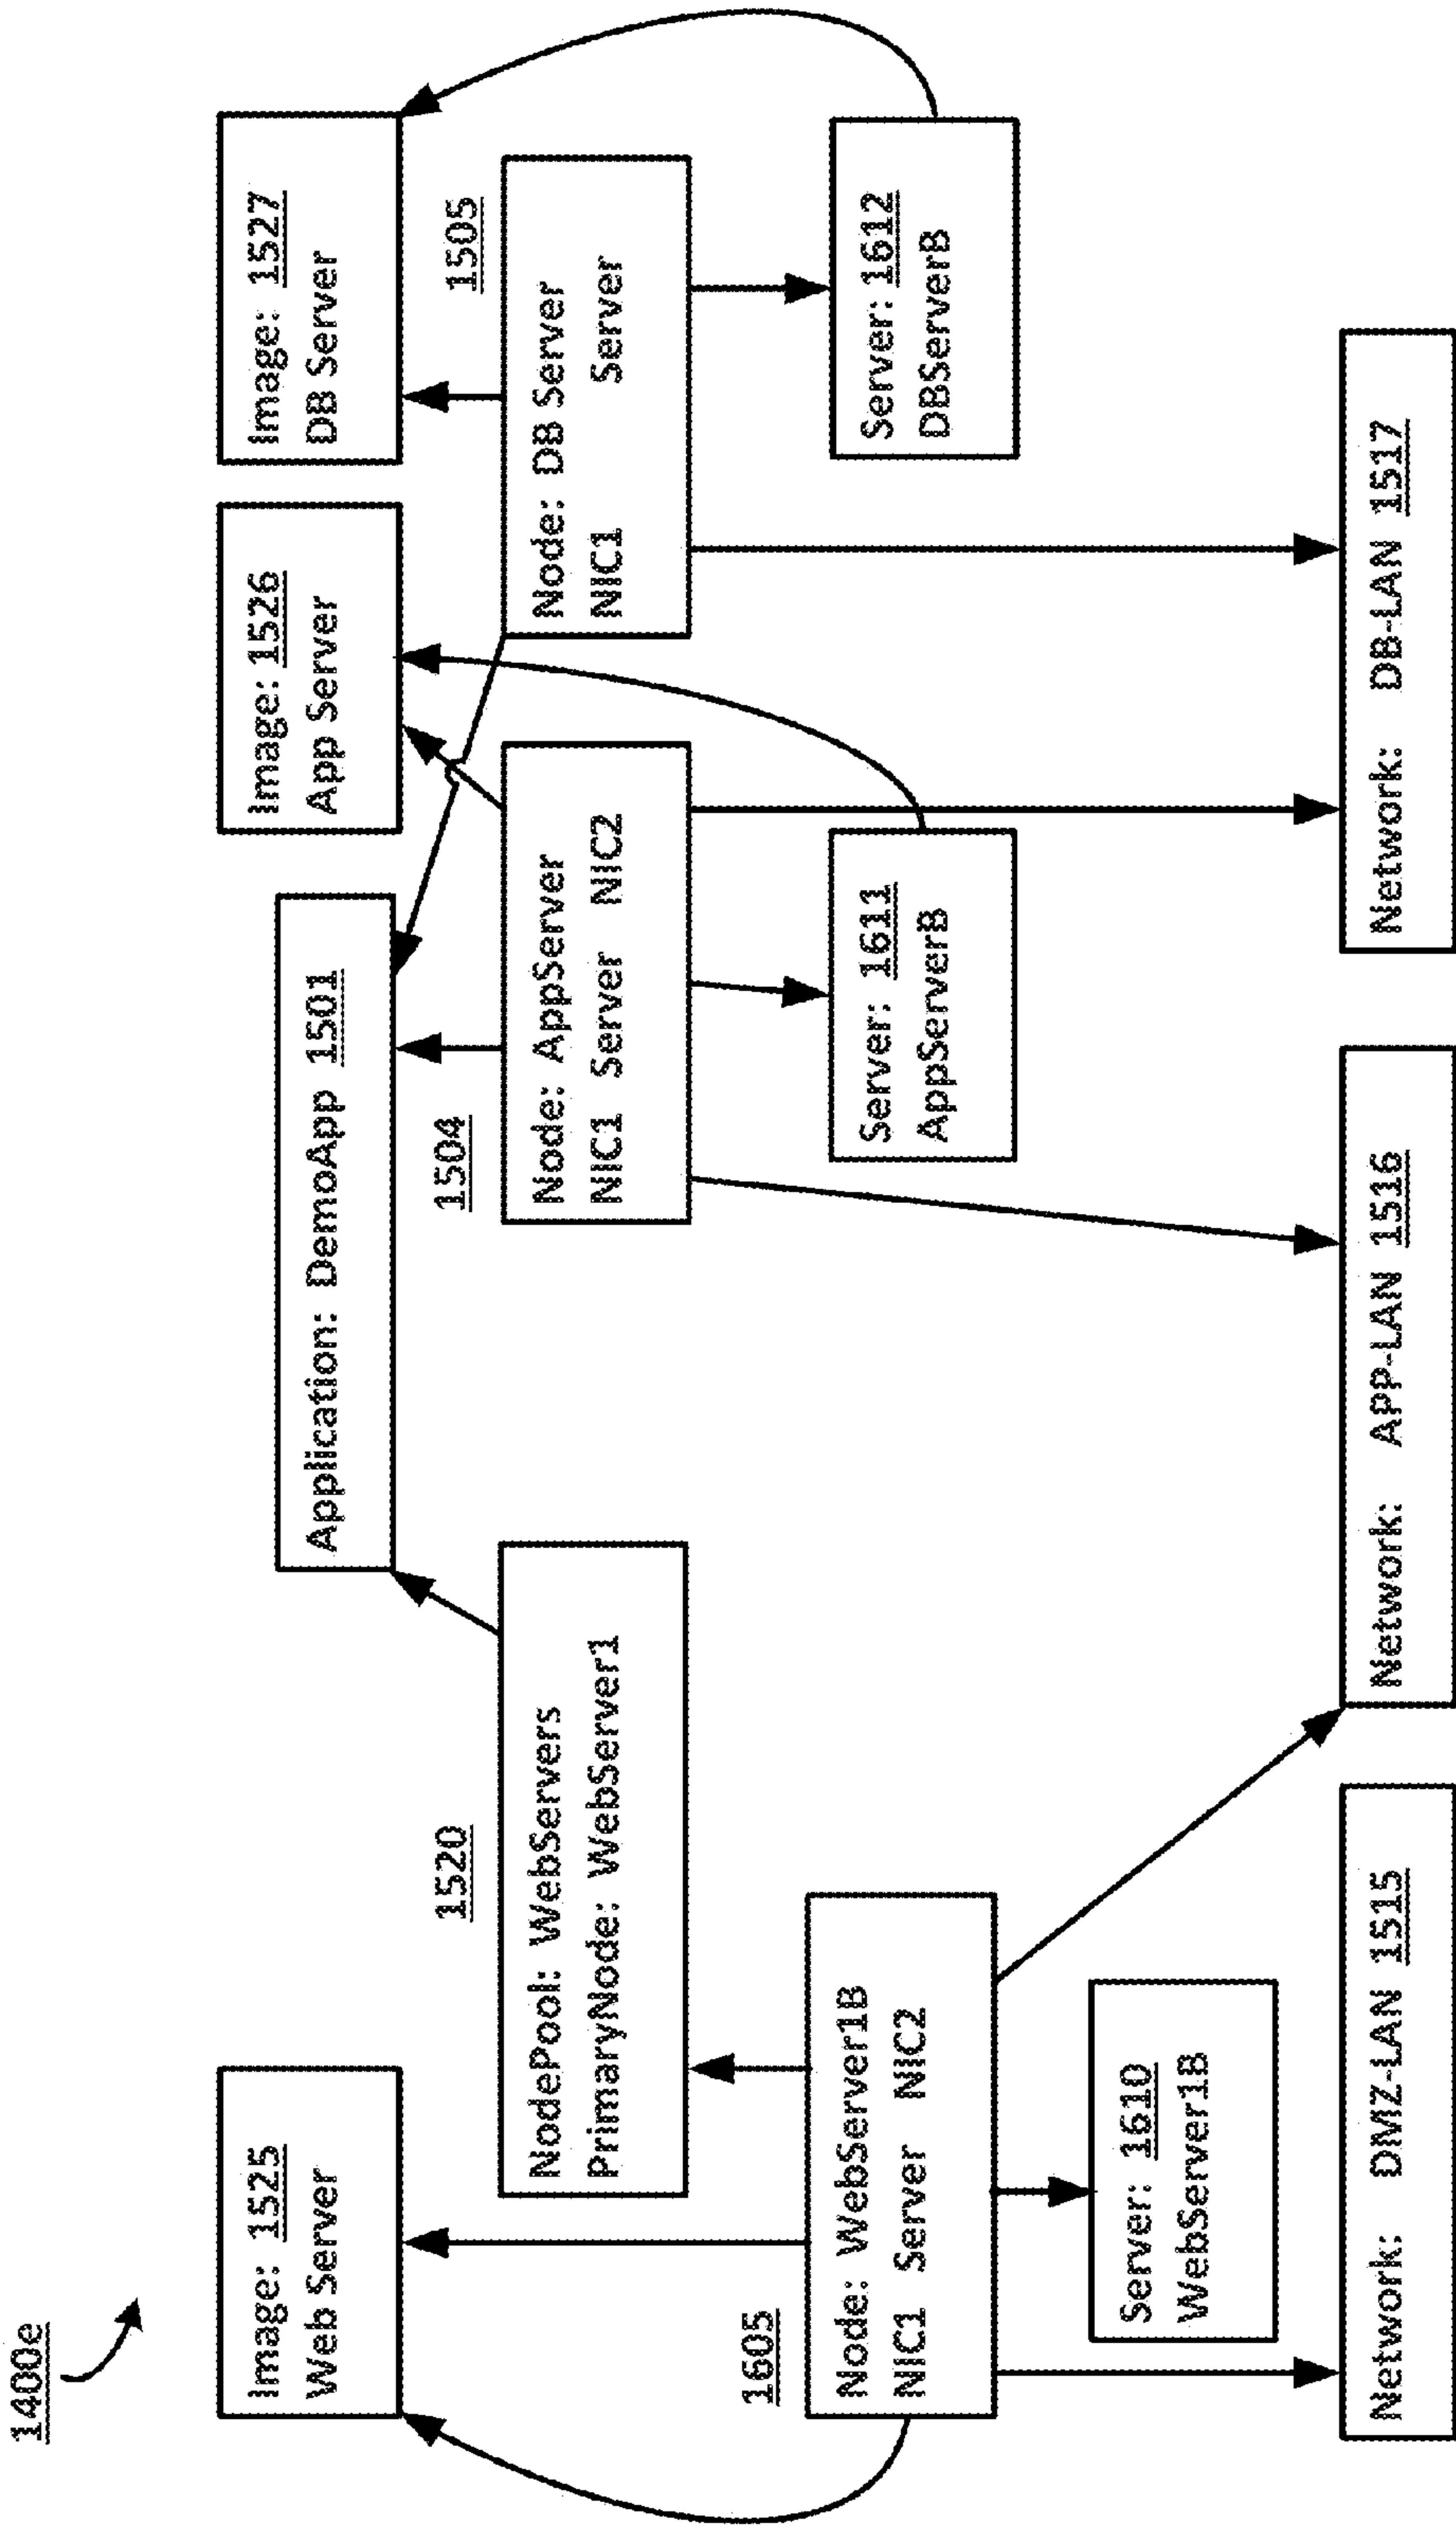 1400e
Image: 1525
Web Server
Application: DemoApp 1501
Image: 1526
App Server
Image: 1527
DB Server
1520
NodePool: WebServers
PrimaryNode: WebServer1
1504
Node: AppServer
NIC1 Server NIC2
1505
Node: DB Server
NIC1 Server
1605
Node: WebServer1B
NIC1 Server NIC2
Server: 1611
AppServerB
Server: 1612
DBServerB
Server: 1610
WebServer1B
Network: DMZ-LAN 1515
Network: APP-LAN 1516
Network: DB-LAN 1517